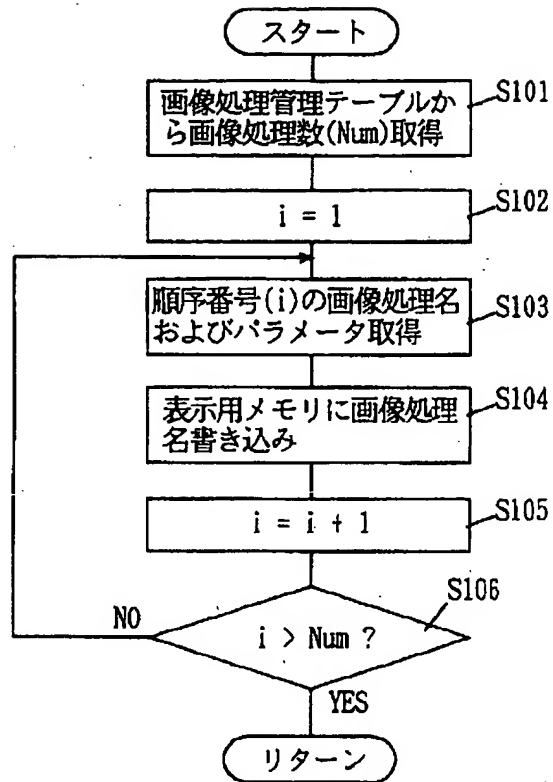 スタート
画像処理管理テーブルか
ら画像処理数(Num)取得
S101
i = 1
S102
順序番号(i)の画像処理名
およびパラメータ取得
S103
表示用メモリに画像処理
名書き込み
S104
i = i + 1
S105
i > Num ?
S106
NO
YES
リターン